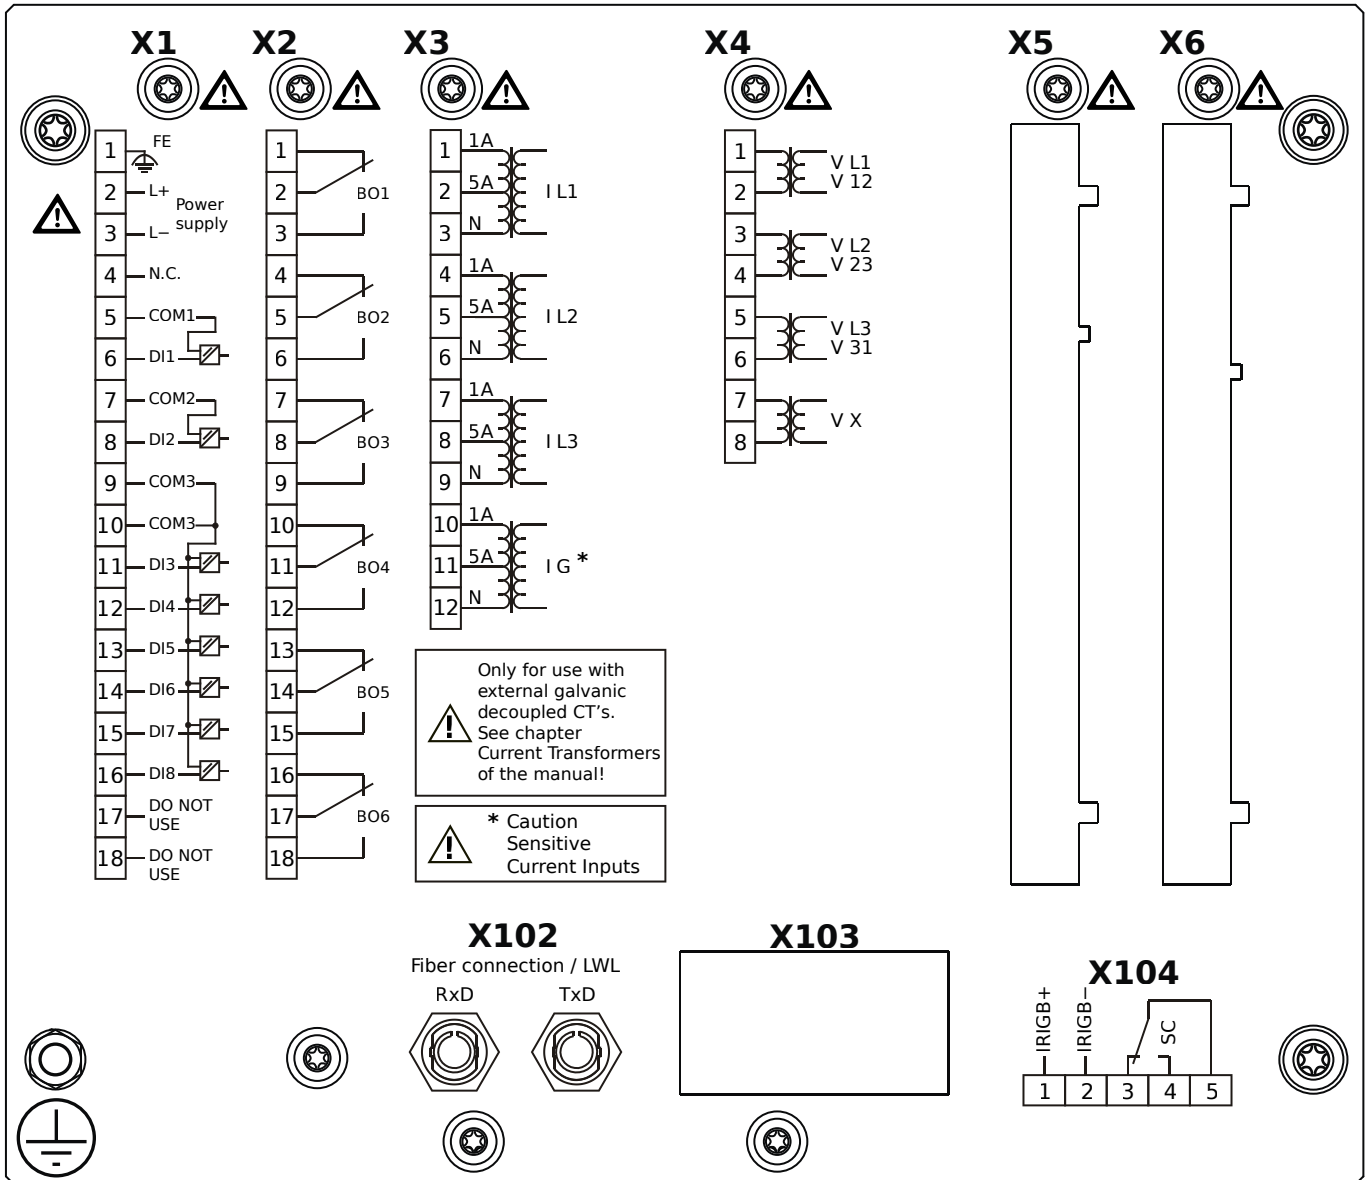 X1
X2
X3
X4
X5
X6
1 FE
2 L+
Power
supply
3 L−
4 N.C.
5 COM1
6 DI1
7 COM2
8 DI2
9 COM3
10 COM3
11 DI3
12 DI4
13 DI5
14 DI6
15 DI7
16 DI8
17 DO NOT
USE
18 DO NOT
USE
1
2 BO1
3
4
5 BO2
6
7
8 BO3
9
10
11 BO4
12
13
14 BO5
15
16
17 BO6
18
1 1A
2 5A I L1
3 N
4 1A
5 5A I L2
6 N
7 1A
8 5A I L3
9 N
10 1A
11 5A I G *
12 N
Only for use with
external galvanic
decoupled CT's.
See chapter
Current Transformers
of the manual!
* Caution
Sensitive
Current Inputs
1 V L1
2 V 12
3 V L2
4 V 23
5 V L3
6 V 31
7 V X
8
X102
Fiber connection / LWL
RxD TxD
X103
X104
IRIGB+
IRIGB−
SC
1 2 3 4 5